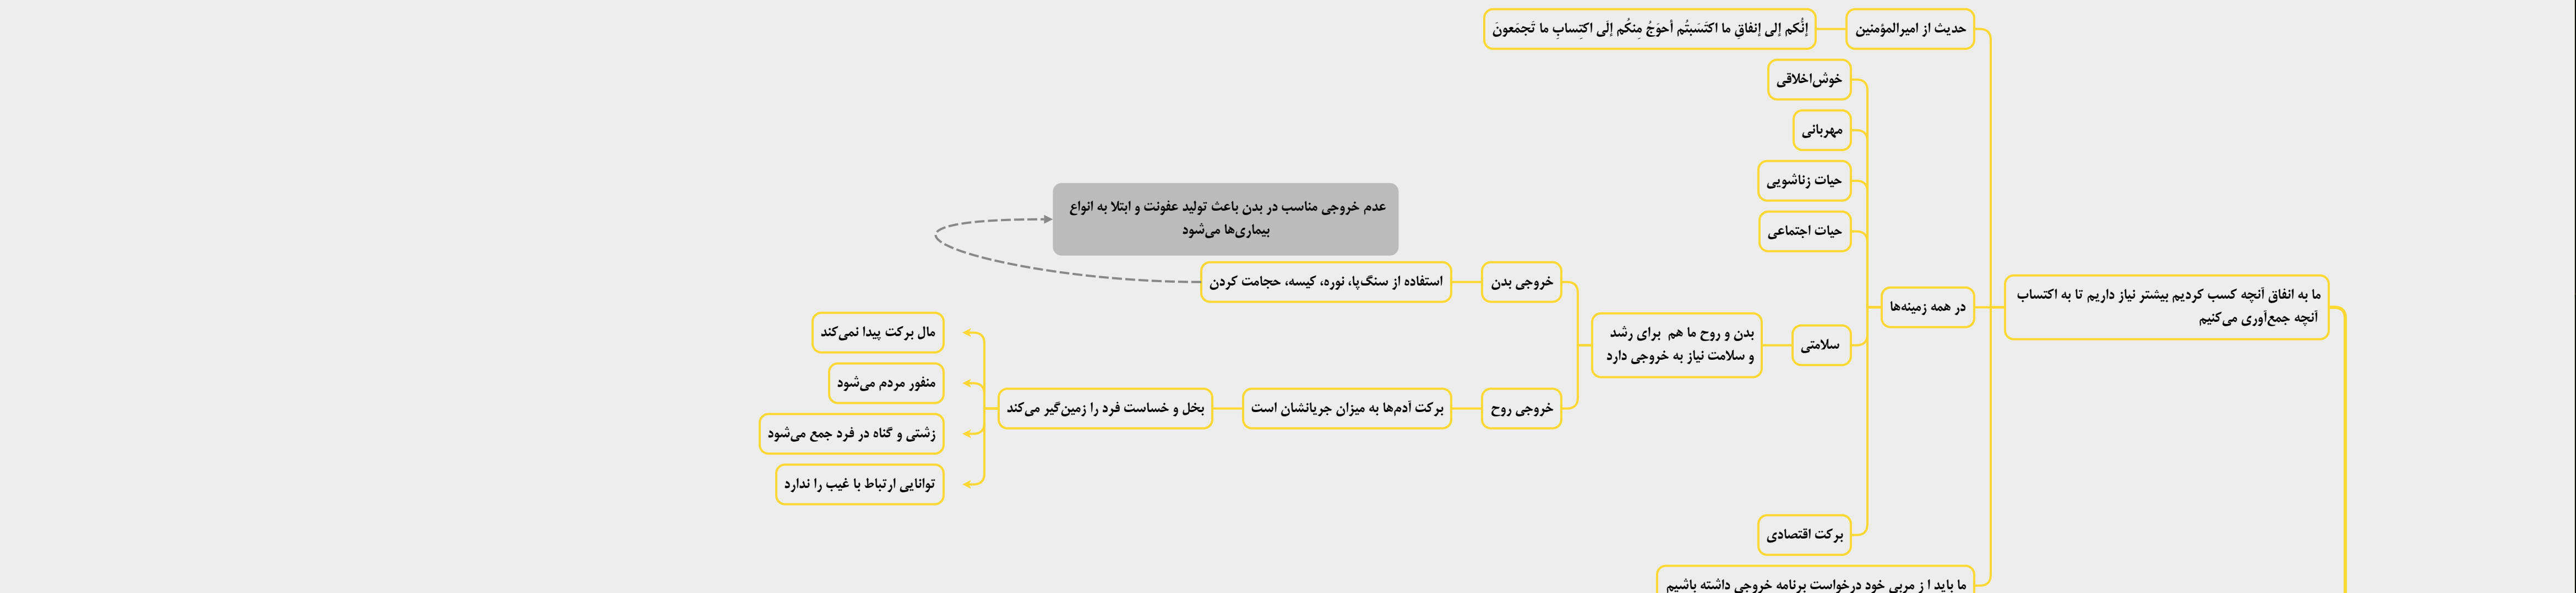 ما به انفاق آنچه کسب کردیم بیشتر نیاز داریم تا به اکتساب
آنچه جمع‌آوری می‌کنیم
حدیث از امیرالمؤمنین
إنَّکم إلی إنفاقِ ما اکتَسَبتُم أحوَجُ مِنکُم إلَی اکتِسابِ ما تَجمَعونَ
در همه زمینه‌ها
خوش‌اخلاقی
مهربانی
حیات زناشویی
حیات اجتماعی
سلامتی
بدن و روح ما هم برای رشد
و سلامت نیاز به خروجی دارد
خروجی بدن
استفاده از سنگ‌پا، نوره، کیسه، حجامت کردن
عدم خروجی مناسب در بدن باعث تولید عفونت و ابتلا به انواع
بیماری‌ها می‌شود
خروجی روح
برکت آدم‌ها به میزان جریانشان است
بخل و خساست فرد را زمین‌گیر می‌کند
مال برکت پیدا نمی‌کند
منفور مردم می‌شود
زشتی و گناه در فرد جمع می‌شود
توانایی ارتباط با غیب را ندارد
برکت اقتصادی
ما باید ا ز مربی خود درخواست برنامه خروجی داشته باشیم